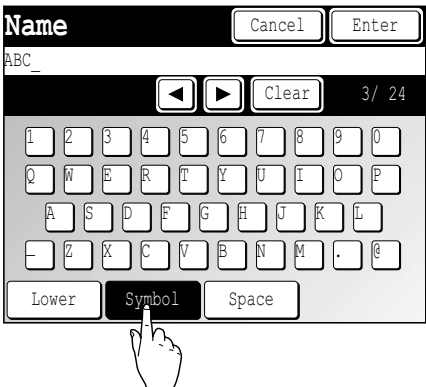 Name Cancel Enter
ABC_
◀ ▶ Clear 3/ 24
1 2 3 4 5 6 7 8 9 0
Q W E R T Y U I O P
A S D F G H J K L
_ Z X C V B N M . @
Lower Symbol Space